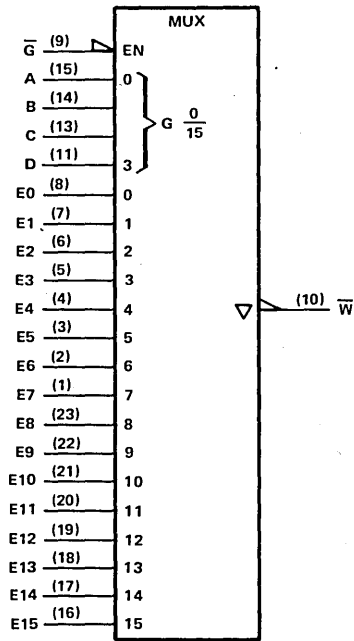 MUX
G̅ (9) EN
A (15) 0
B (14)
C (13)
D (11) 3
G 0/15
E0 (8) 0
E1 (7) 1
E2 (6) 2
E3 (5) 3
E4 (4) 4
(10) W̅
E5 (3) 5
E6 (2) 6
E7 (1) 7
E8 (23) 8
E9 (22) 9
E10 (21) 10
E11 (20) 11
E12 (19) 12
E13 (18) 13
E14 (17) 14
E15 (16) 15